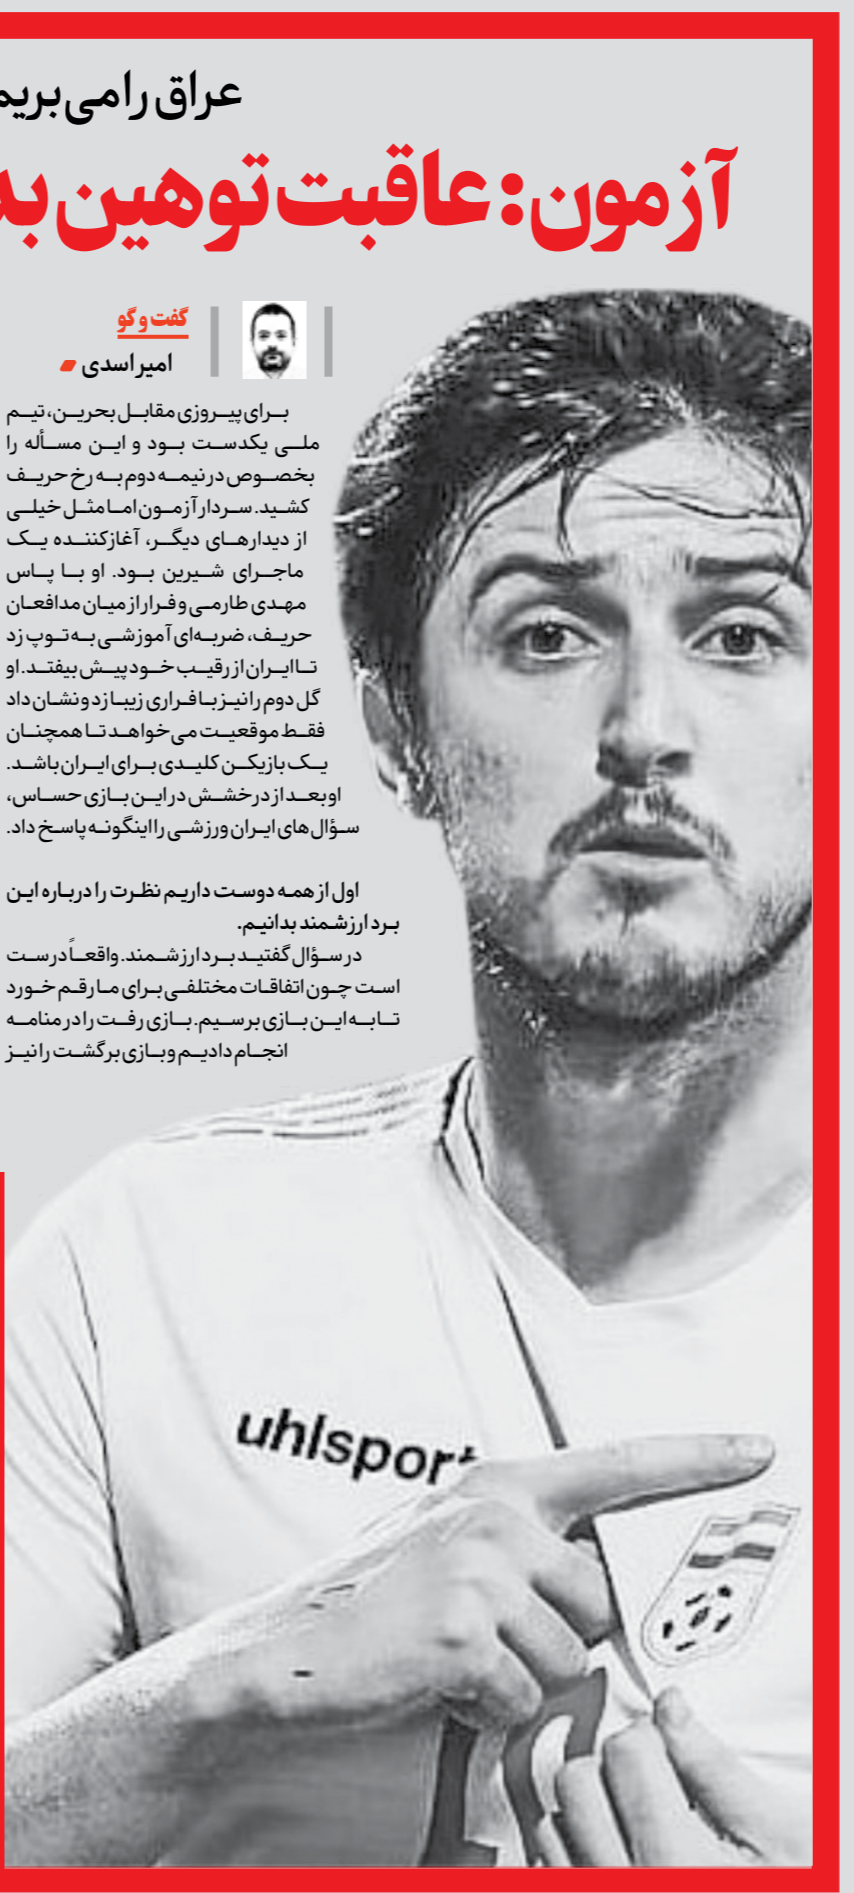 عراق را می‌بریم
آزمون: عاقبت توهین به
گفت و گو
امیر اسدی
برای پیروزی مقابل بحرین، تیم
ملی یکدست بود و این مسأله را
بخصوص در نیمه دوم به رخ حریف
کشید. سردار آزمون اما مثل خیلی
از دیدارهای دیگر، آغازکننده یک
ماجرای شیرین بود. او با پاس
مهدی طارمی و فرار از میان مدافعان
حریف، ضربه‌ای آموزشی به توپ زد
تا ایران از رقیب خود پیش بیفتد. او
گل دوم را نیز با فراری زیبا زد و نشان داد
فقط موقعیت می‌خواهد تا همچنان
یک بازیکن کلیدی برای ایران باشد.
او بعد از درخشش در این بازی حساس،
سؤال‌های ایران ورزشی را اینگونه پاسخ داد.
اول از همه دوست داریم نظرت را درباره این
برد ارزشمند بدانیم.
در سؤال گفتید برد ارزشمند. واقعاً درست
است چون اتفاقات مختلفی برای ما رقم خورد
تا به این بازی برسیم. بازی رفت را در منامه
انجام دادیم و بازی برگشت را نیز
uhlsport